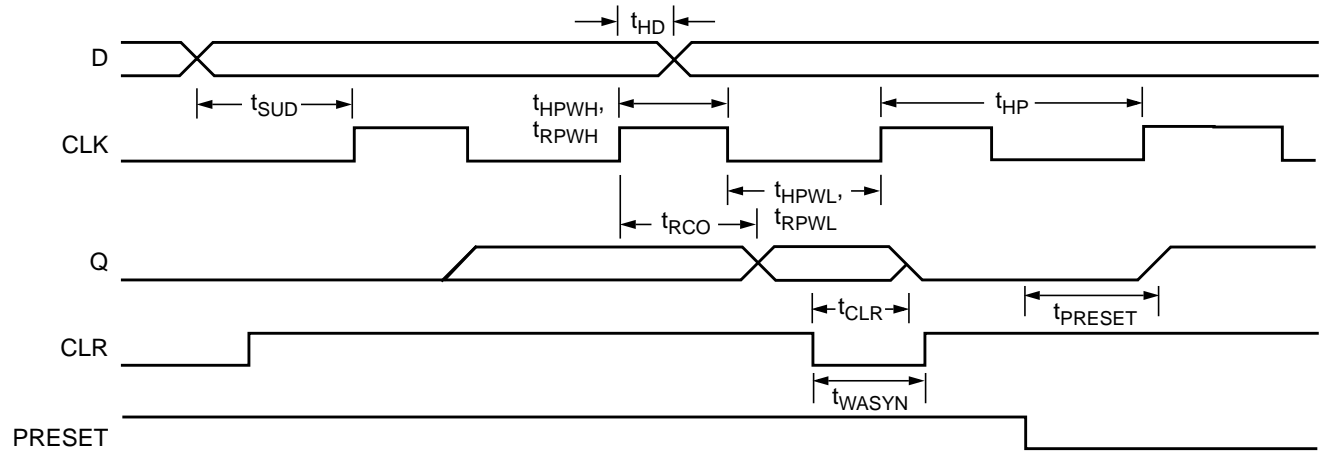 tHD
D
tSUD
tHPWH,
tRPWH
tHP
CLK
tHPWL,
tRPWL
tRCO
Q
tCLR
tPRESET
CLR
tWASYN
PRESET